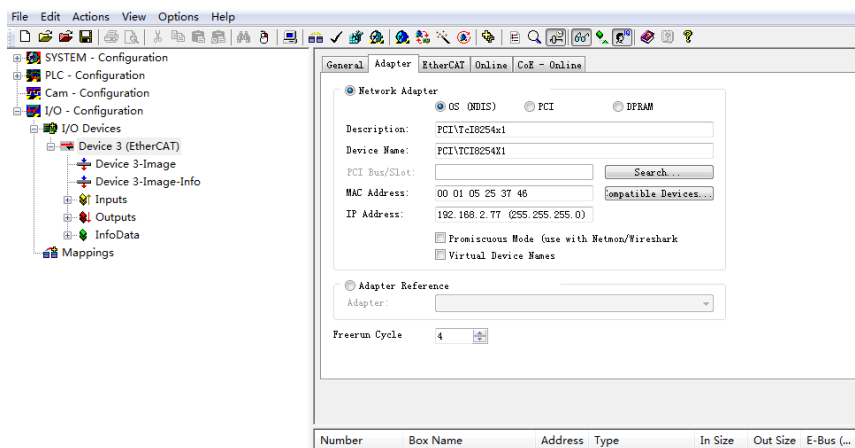 File Edit Actions View Options Help
SYSTEM - Configuration
PLC - Configuration
Cam - Configuration
I/O - Configuration
I/O Devices
Device 3 (EtherCAT)
Device 3-Image
Device 3-Image-Info
Inputs
Outputs
InfoData
Mappings
General Adapter EtherCAT Online CoE - Online
Network Adapter
OS (NDIS) PCI DPRAM
Description: PCI\TcI8254x1
Device Name: PCI\TCI8254X1
PCI Bus/Slot: Search...
MAC Address: 00 01 05 25 37 46 Compatible Devices...
IP Address: 192.168.2.77 (255.255.255.0)
Promiscuous Mode (use with Netmon/Wireshark
Virtual Device Names
Adapter Reference
Adapter:
Freerun Cycle 4
Number Box Name Address Type In Size Out Size E-Bus (...